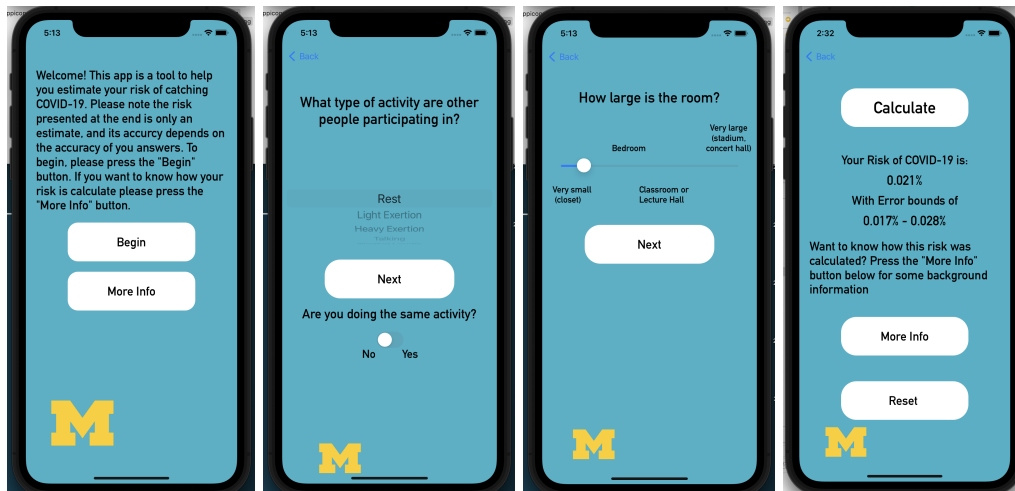 5:13
Welcome! This app is a tool to help
you estimate your risk of catching
COVID-19. Please note the risk
presented at the end is only an
estimate, and its accurcy depends on
the accuracy of you answers. To
begin, please press the "Begin"
button. If you want to know how your
risk is calculate please press the
"More Info" button.
Begin
More Info
M
5:13
Back
What type of activity are other
people participating in?
Rest
Light Exertion
Heavy Exertion
Next
Are you doing the same activity?
No Yes
M
5:13
Back
How large is the room?
Very large
(stadium,
concert hall)
Bedroom
Very small
(closet)
Classroom or
Lecture Hall
Next
M
2:32
Back
Calculate
Your Risk of COVID-19 is:
0.021%
With Error bounds of
0.017% - 0.028%
Want to know how this risk was
calculated? Press the "More Info"
button below for some background
information
More Info
Reset
M